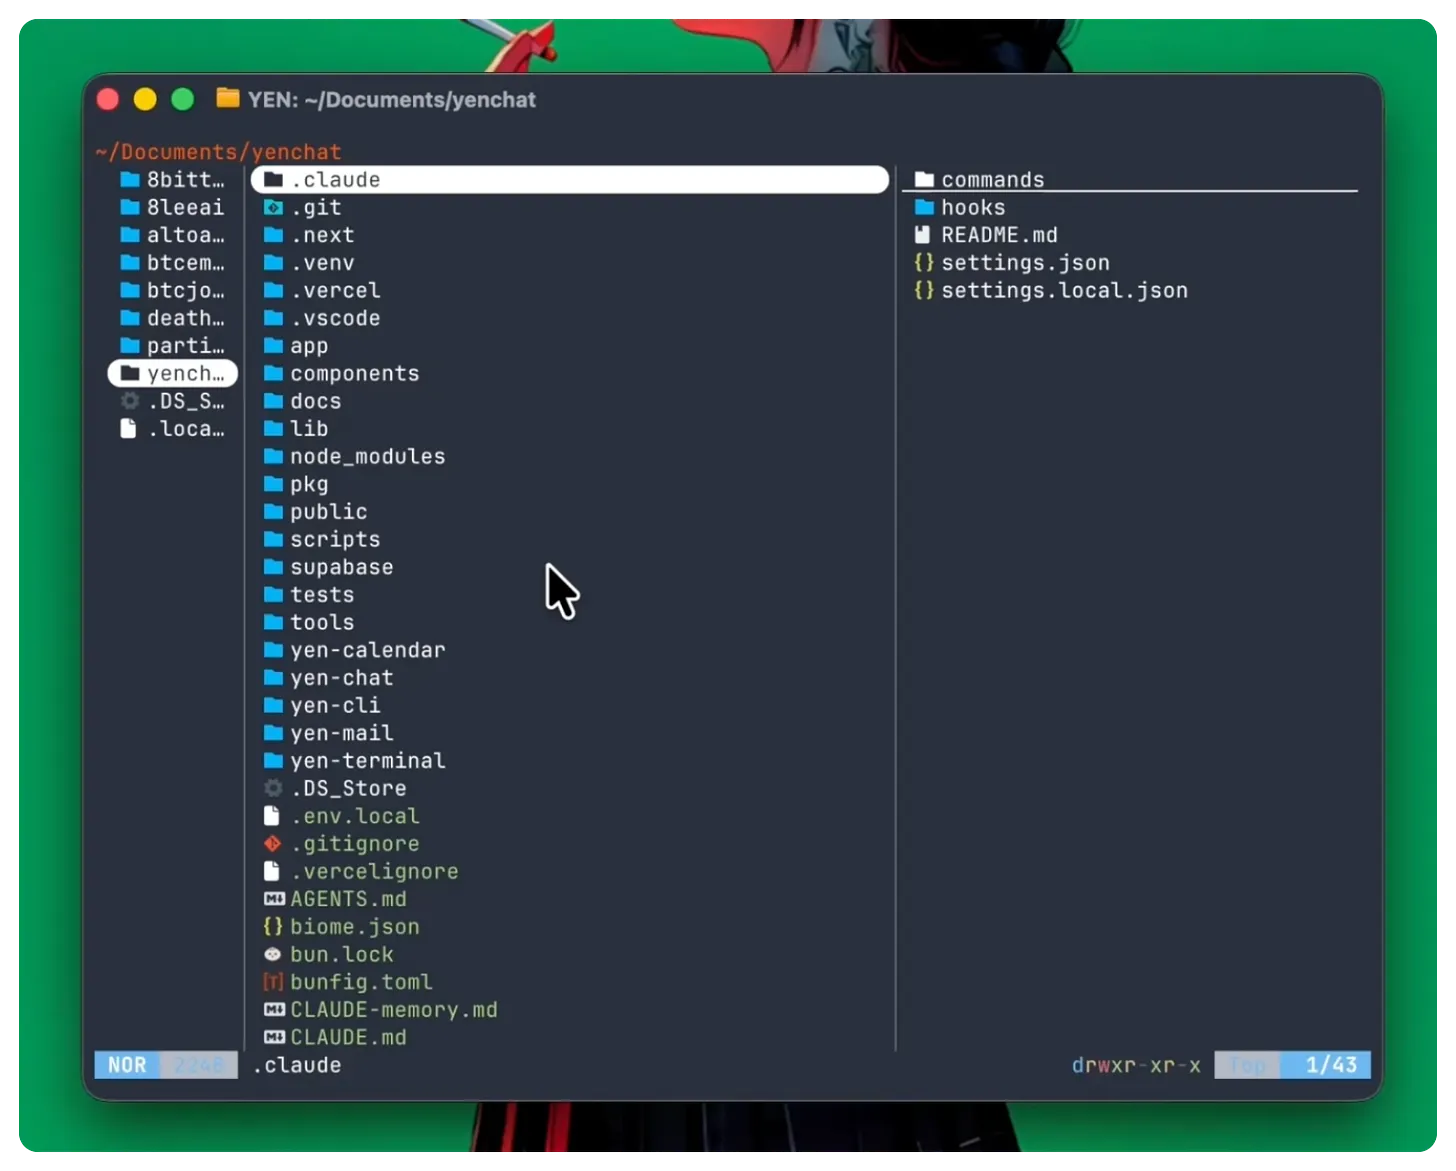 YEN: ~/Documents/yenchat
~/Documents/yenchat
8bitt…
8leeai
altoa…
btcem…
btcjo…
death…
parti…
yench…
.DS_S…
.loca…
.claude
.git
.next
.venv
.vercel
.vscode
app
components
docs
lib
node_modules
pkg
public
scripts
supabase
tests
tools
yen-calendar
yen-chat
yen-cli
yen-mail
yen-terminal
.DS_Store
.env.local
.gitignore
.vercelignore
AGENTS.md
biome.json
bun.lock
[T] bunfig.toml
CLAUDE-memory.md
CLAUDE.md
commands
hooks
README.md
{} settings.json
{} settings.local.json
NOR 224B .claude drwxr-xr-x Top 1/43